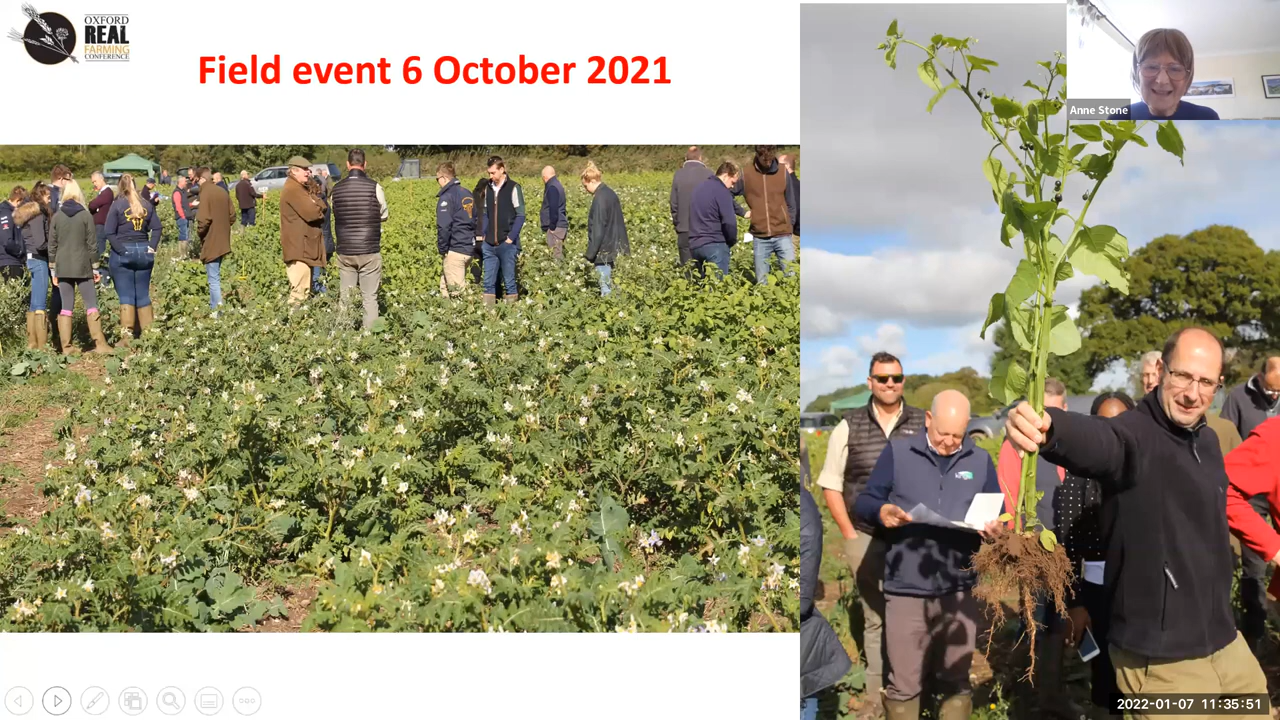 OXFORD
REAL
FARMING
CONFERENCE
Field event 6 October 2021
Anne Stone
2022-01-07 11:35:51